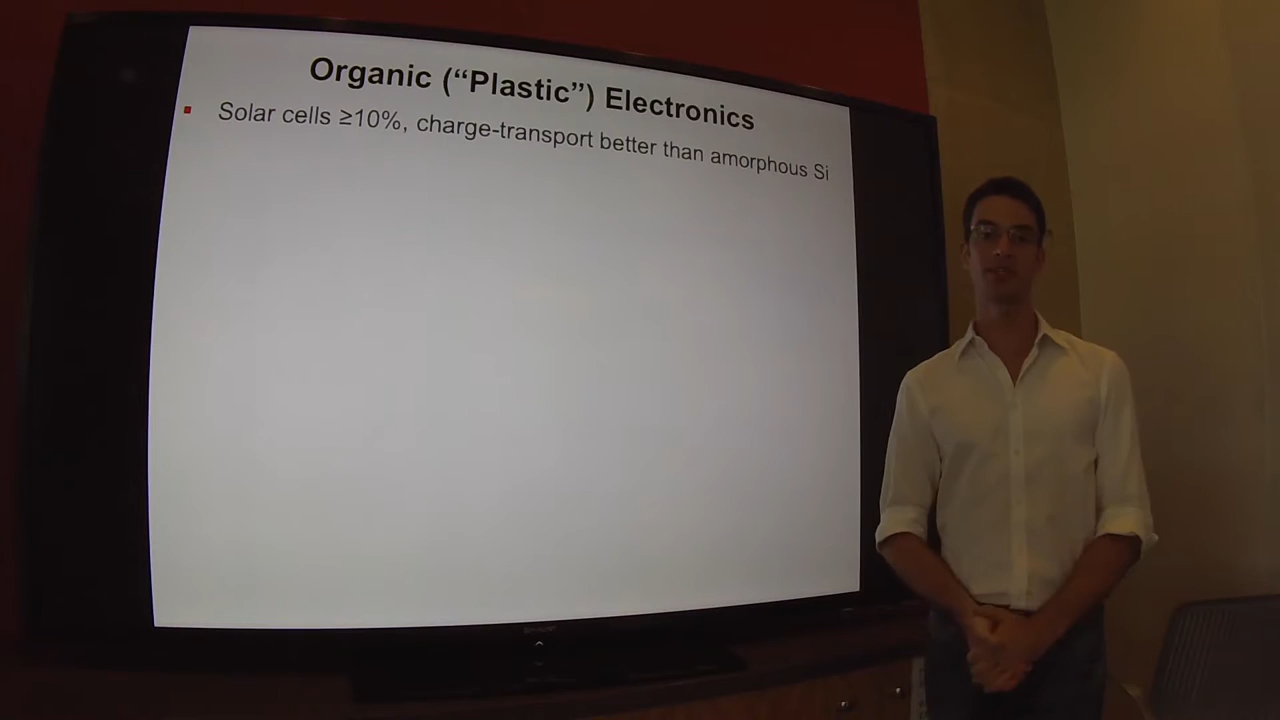 Organic (“Plastic”) Electronics
Solar cells ≥10%, charge-transport better than amorphous Si